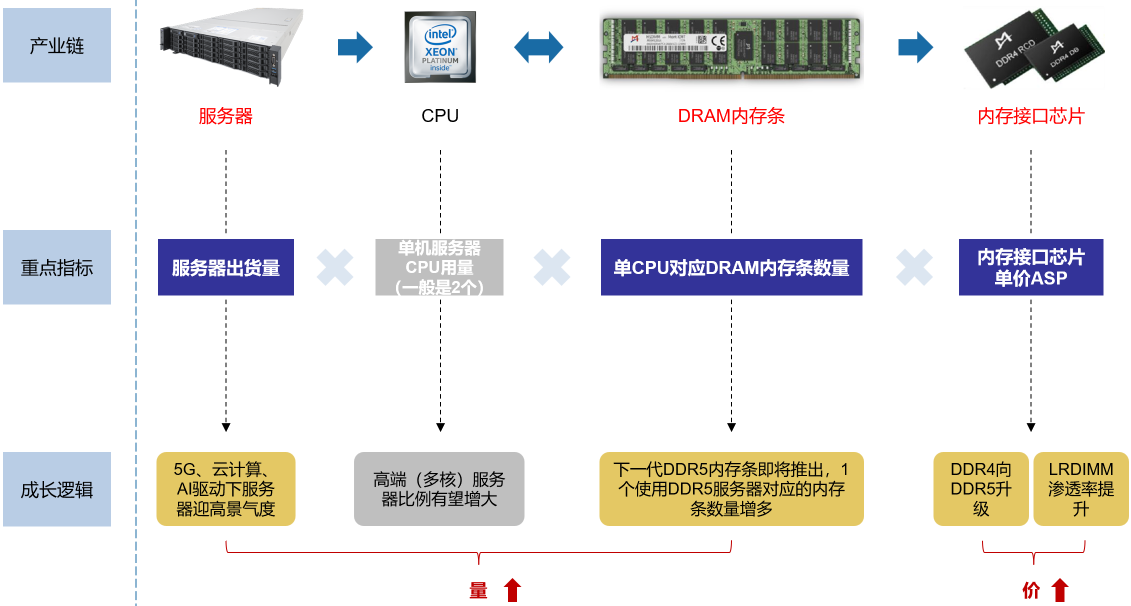 产业链
intel
XEON
PLATINUM
inside
DDR4 RCD
DDR4 DB
服务器
CPU
DRAM内存条
内存接口芯片
重点指标
服务器出货量
单机服务器
CPU用量
（一般是2个）
单CPU对应DRAM内存条数量
内存接口芯片
单价ASP
成长逻辑
5G、云计算、
AI驱动下服务
器迎高景气度
高端（多核）服务
器比例有望增大
下一代DDR5内存条即将推出，1
个使用DDR5服务器对应的内存
条数量增多
DDR4向
DDR5升
级
LRDIMM
渗透率提
升
量
价